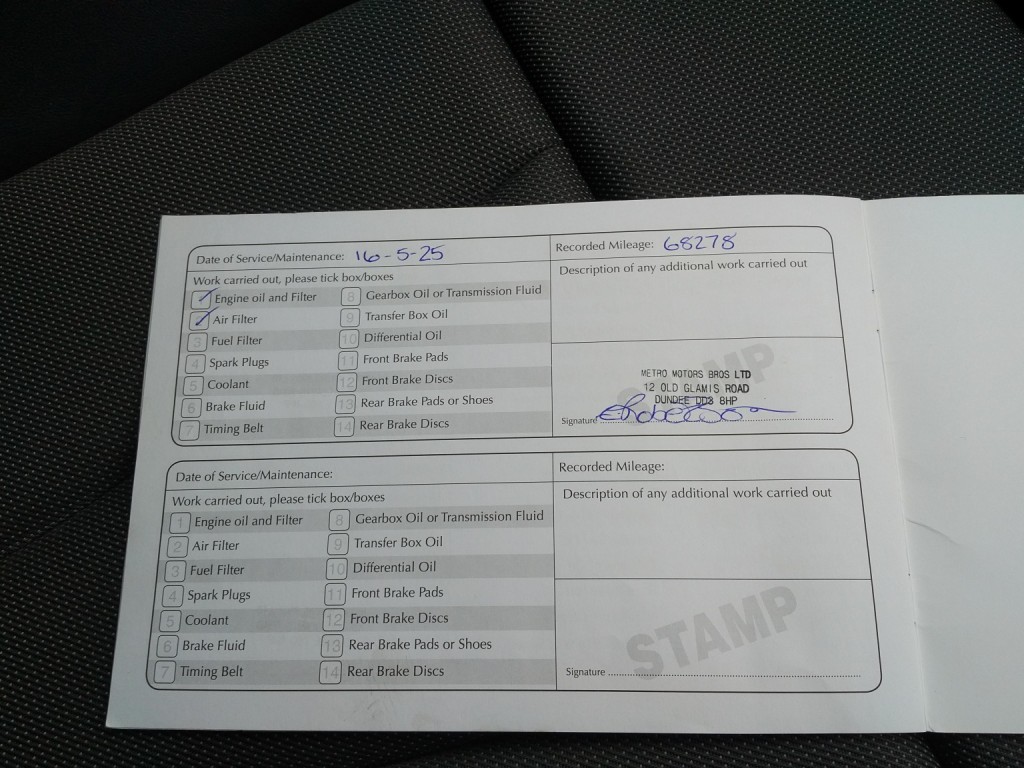 Date of Service/Maintenance: 16-5-25
Recorded Mileage: 68278
Work carried out, please tick box/boxes
Description of any additional work carried out
Engine oil and Filter
8 Gearbox Oil or Transmission Fluid
Air Filter
9 Transfer Box Oil
3 Fuel Filter
10 Differential Oil
4 Spark Plugs
11 Front Brake Pads
5 Coolant
12 Front Brake Discs
6 Brake Fluid
13 Rear Brake Pads or Shoes
7 Timing Belt
14 Rear Brake Discs
STAMP
METRO MOTORS BROS LTD
12 OLD GLAMIS ROAD
DUNDEE DD3 8HP
Signature
Date of Service/Maintenance:
Recorded Mileage:
Work carried out, please tick box/boxes
Description of any additional work carried out
1 Engine oil and Filter
8 Gearbox Oil or Transmission Fluid
2 Air Filter
9 Transfer Box Oil
3 Fuel Filter
10 Differential Oil
4 Spark Plugs
11 Front Brake Pads
5 Coolant
12 Front Brake Discs
6 Brake Fluid
13 Rear Brake Pads or Shoes
7 Timing Belt
14 Rear Brake Discs
STAMP
Signature